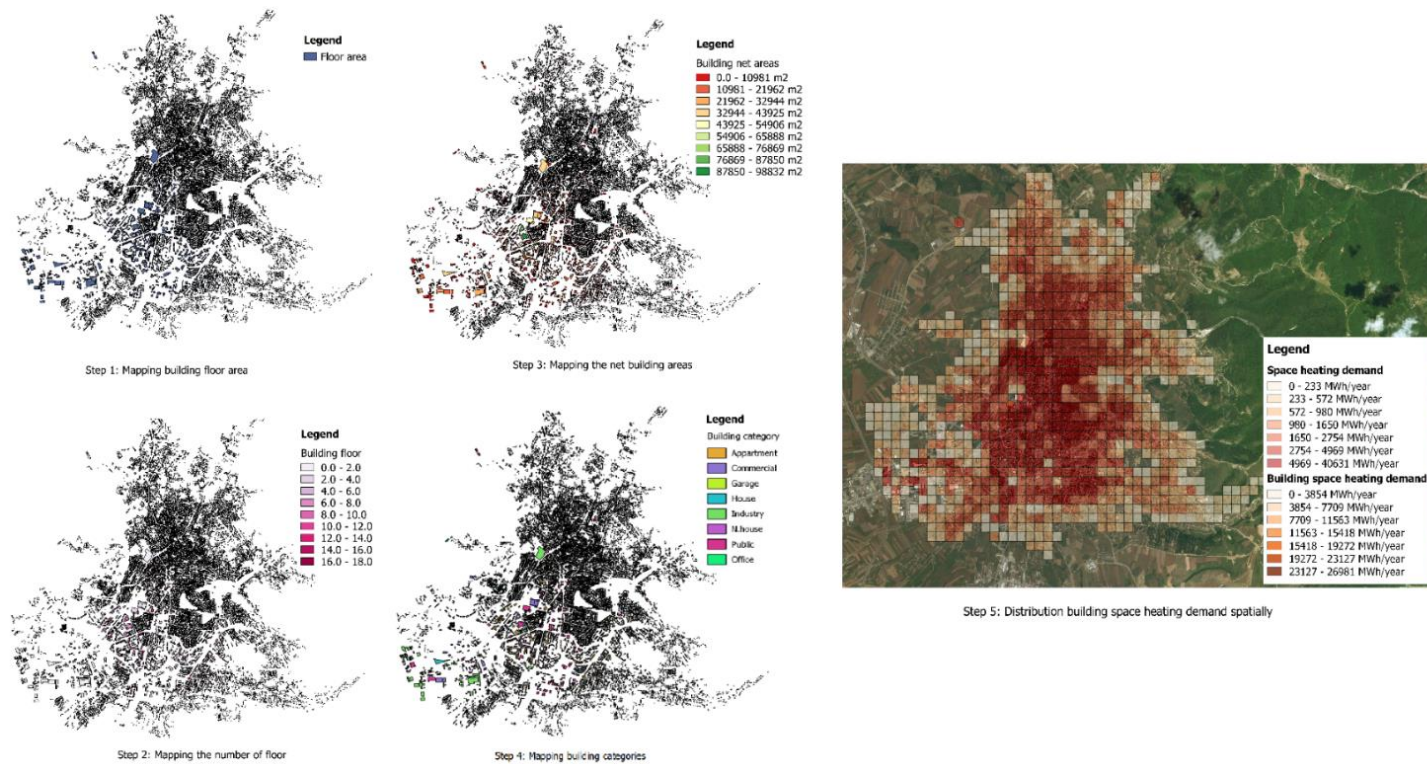 Legend
Floor area
Step 1: Mapping building floor area
Legend
Building net areas
0.0 - 10981 m2
10981 - 21962 m2
21962 - 32944 m2
32944 - 43925 m2
43925 - 54906 m2
54906 - 65888 m2
65888 - 76869 m2
76869 - 87850 m2
87850 - 98832 m2
Step 3: Mapping the net building areas
Legend
Building floor
0.0 - 2.0
2.0 - 4.0
4.0 - 6.0
6.0 - 8.0
8.0 - 10.0
10.0 - 12.0
12.0 - 14.0
14.0 - 16.0
16.0 - 18.0
Step 2: Mapping the number of floor
Legend
Building category
Appartment
Commercial
Garage
House
Industry
N.house
Public
Office
Step 4: Mapping building categories
Legend
Space heating demand
0 - 233 MWh/year
233 - 572 MWh/year
572 - 980 MWh/year
980 - 1650 MWh/year
1650 - 2754 MWh/year
2754 - 4969 MWh/year
4969 - 40631 MWh/year
Building space heating demand
0 - 3854 MWh/year
3854 - 7709 MWh/year
7709 - 11563 MWh/year
11563 - 15418 MWh/year
15418 - 19272 MWh/year
19272 - 23127 MWh/year
23127 - 26981 MWh/year
Step 5: Distribution building space heating demand spatially